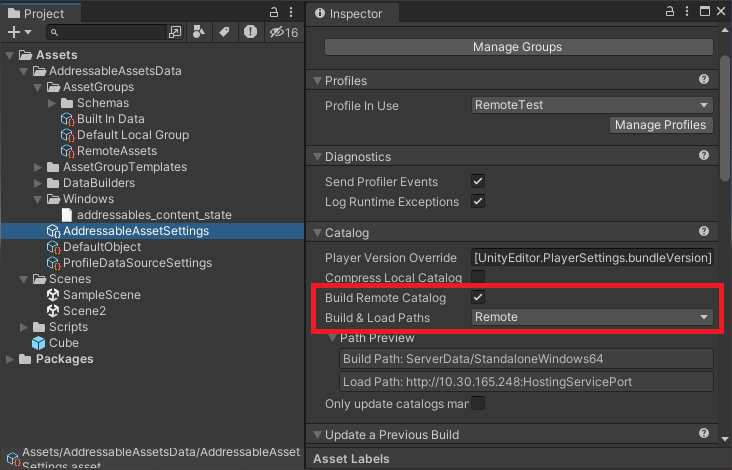 Project
16
Assets
AddressableAssetsData
AssetGroups
Schemas
Built In Data
Default Local Group
RemoteAssets
AssetGroupTemplates
DataBuilders
Windows
addressables_content_state
AddressableAssetSettings
DefaultObject
ProfileDataSourceSettings
Scenes
SampleScene
Scene2
Scripts
Cube
Packages
Assets/AddressableAssetsData/AddressableAssetSettings.asset
Inspector
Manage Groups
Profiles
Profile In Use RemoteTest
Manage Profiles
Diagnostics
Send Profiler Events
Log Runtime Exceptions
Catalog
Player Version Override [UnityEditor.PlayerSettings.bundleVersion]
Compress Local Catalog
Build Remote Catalog
Build & Load Paths Remote
Path Preview
Build Path: ServerData/StandaloneWindows64
Load Path: http://10.30.165.248:HostingServicePort
Only update catalogs mar
Update a Previous Build
Asset Labels